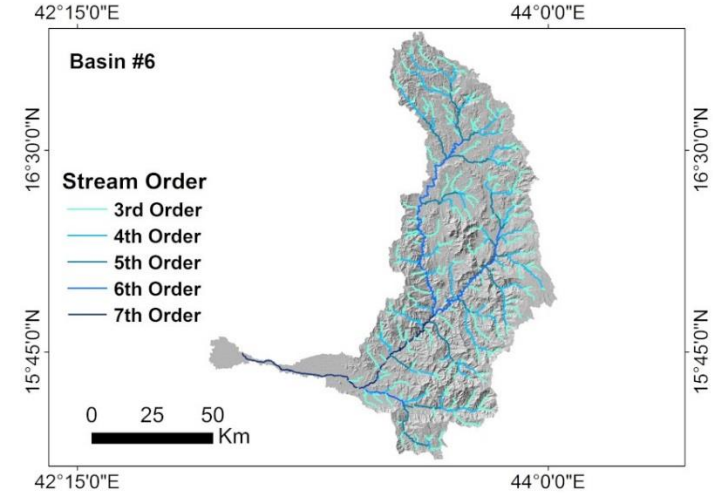 42°15'0"E 44°0'0"E
Basin #6
16°30'0"N 16°30'0"N
Stream Order
3rd Order
4th Order
5th Order
6th Order
7th Order
15°45'0"N 15°45'0"N
0 25 50
Km
42°15'0"E 44°0'0"E